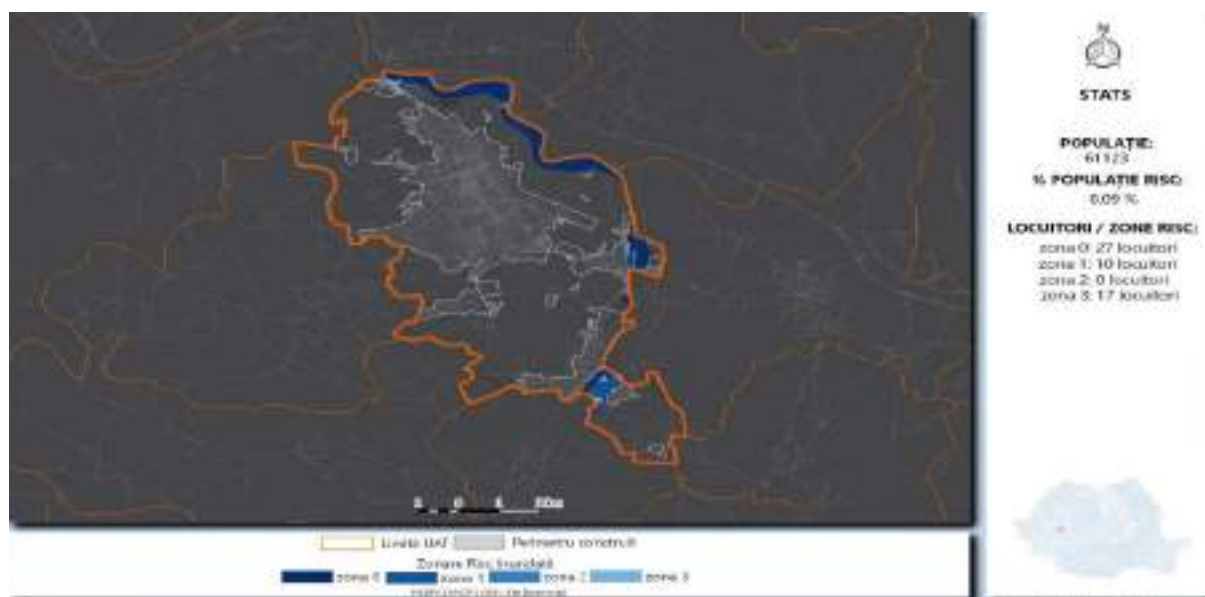 N
STATS
POPULAȚIE:
61123
% POPULAȚIE RISC:
0,09 %
LOCUITORI / ZONE RISC:
zona 0: 27 locuitori
zona 1: 10 locuitori
zona 2: 0 locuitori
zona 3: 17 locuitori
Limită UAT Perimetru construit
Zonare Risc Inundații
zona 0 zona 1 zona 2 zona 3